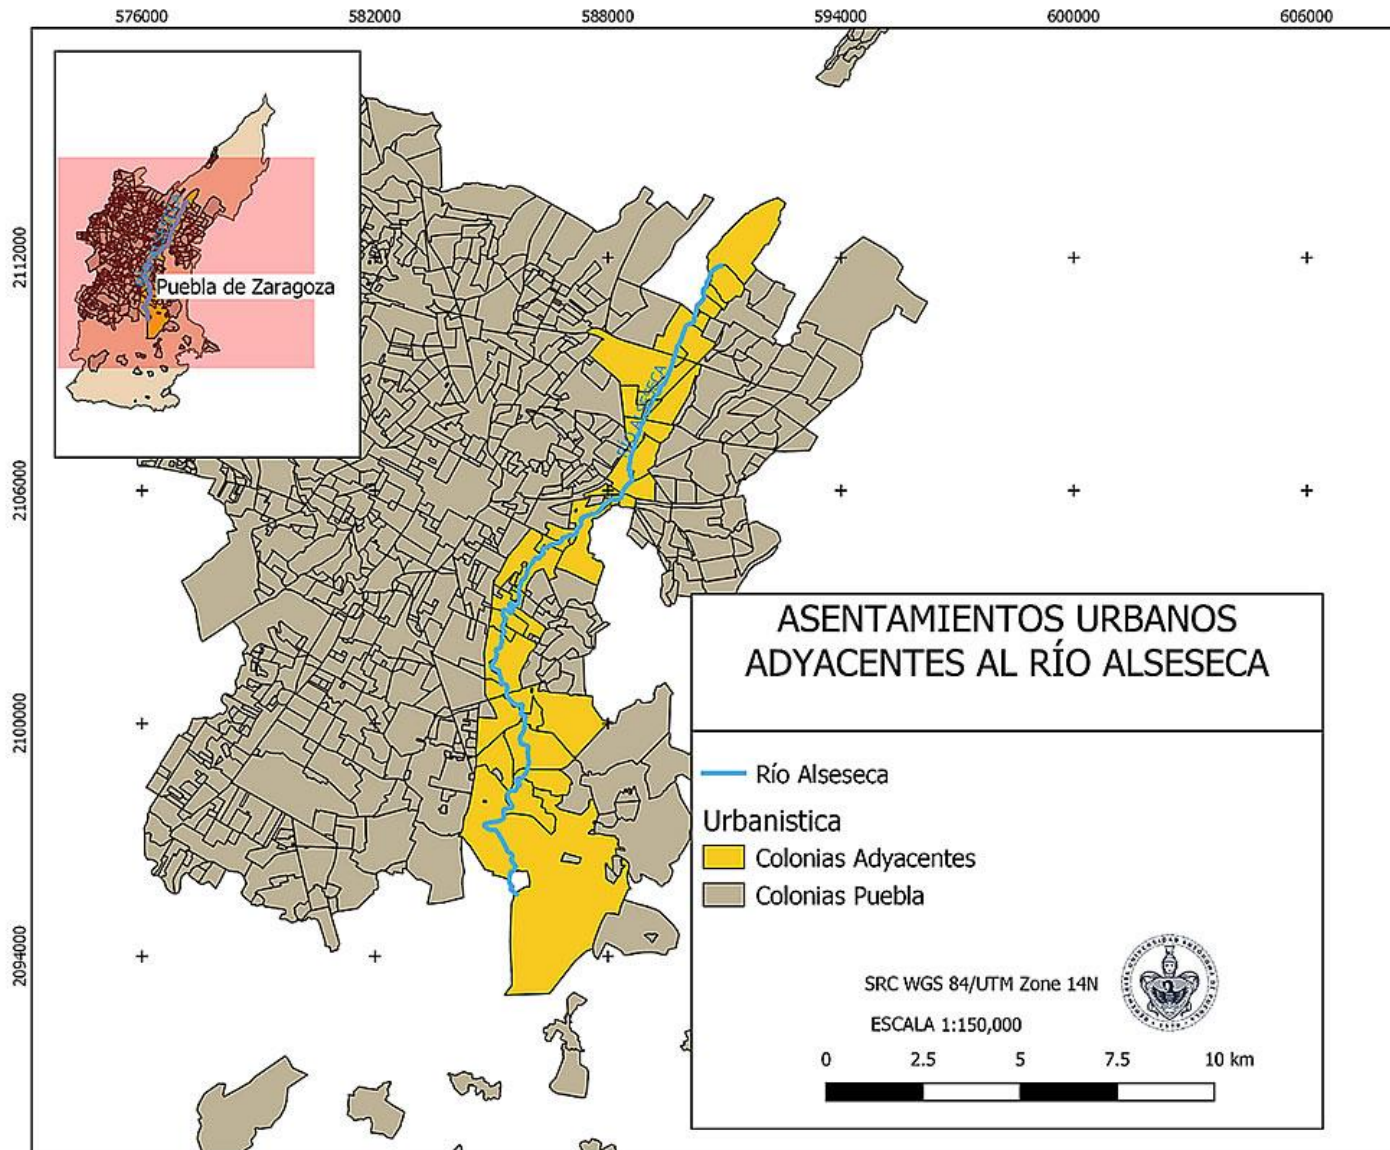 576000 582000 588000 594000 600000 606000
2112000
2106000
2100000
2094000
Puebla de Zaragoza
RÍO ALSESECA
ASENTAMIENTOS URBANOS
ADYACENTES AL RÍO ALSESECA
Río Alseseca
Urbanistica
Colonias Adyacentes
Colonias Puebla
SRC WGS 84/UTM Zone 14N
ESCALA 1:150,000
0 2.5 5 7.5 10 km